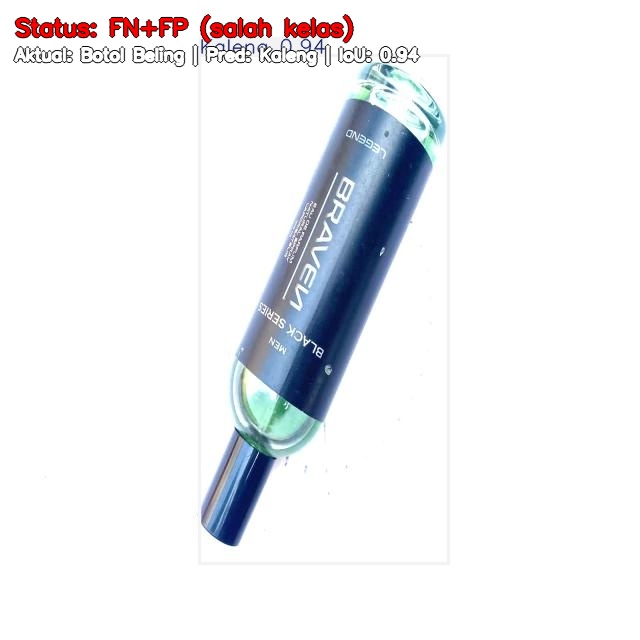 Status: FN+FP (salah kelas)
Kaleng 0.94
Aktual: Botol Beling | Pred: Kaleng | IoU: 0.94
LEGEND
BRAVEN
BLACK SERIES
MEN